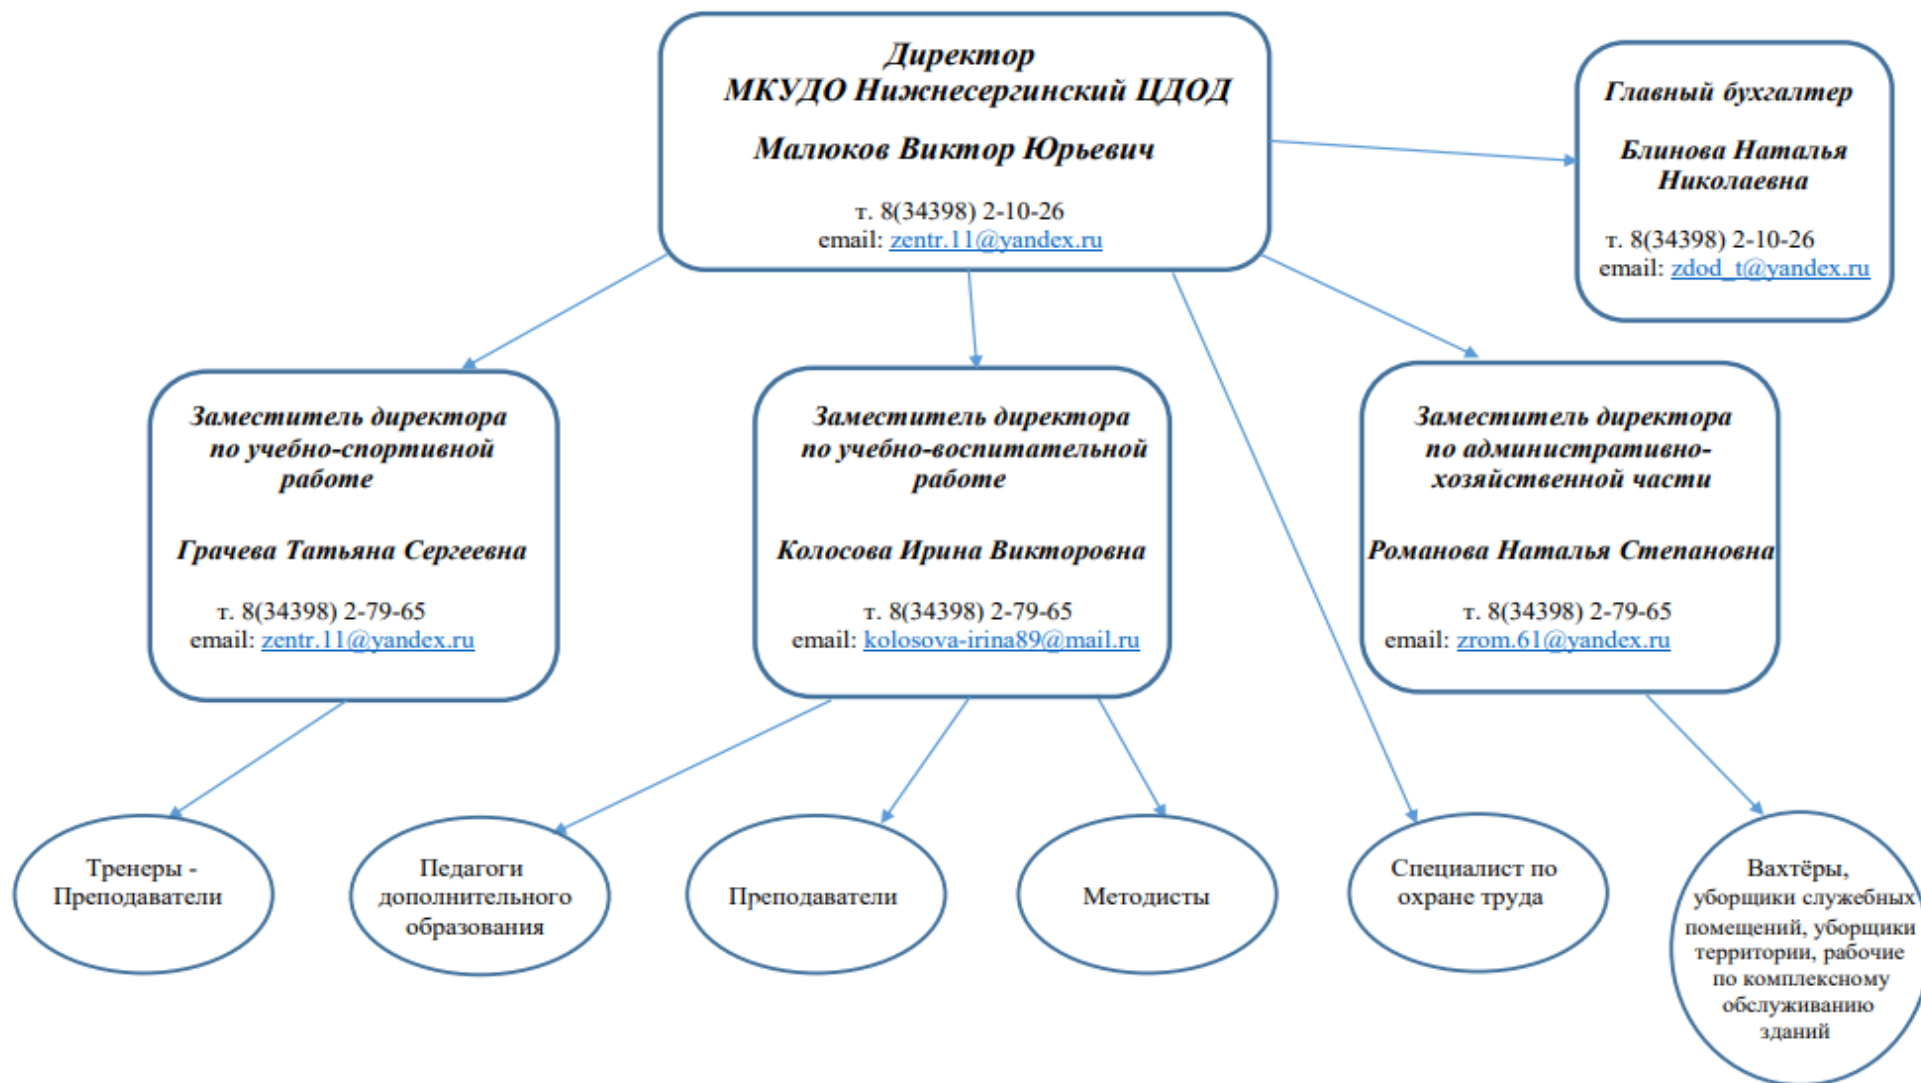 Директор
МКУДО Нижнесергинский ЦДОД
Малюков Виктор Юрьевич
т. 8(34398) 2-10-26
email: zentr.11@yandex.ru
Главный бухгалтер
Блинова Наталья
Николаевна
т. 8(34398) 2-10-26
email: zdod_t@yandex.ru
Заместитель директора
по учебно-спортивной
работе
Грачева Татьяна Сергеевна
т. 8(34398) 2-79-65
email: zentr.11@yandex.ru
Заместитель директора
по учебно-воспитательной
работе
Колосова Ирина Викторовна
т. 8(34398) 2-79-65
email: kolosova-irina89@mail.ru
Заместитель директора
по административно-
хозяйственной части
Романова Наталья Степановна
т. 8(34398) 2-79-65
email: zrom.61@yandex.ru
Тренеры -
Преподаватели
Педагоги
дополнительного
образования
Преподаватели
Методисты
Специалист по
охране труда
Вахтёры,
уборщики служебных
помещений, уборщики
территории, рабочие
по комплексному
обслуживанию
зданий